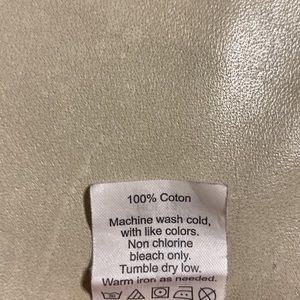 100% Coton
Machine wash cold,
with like colors.
Non chlorine
bleach only.
Tumble dry low.
Warm iron as needed.